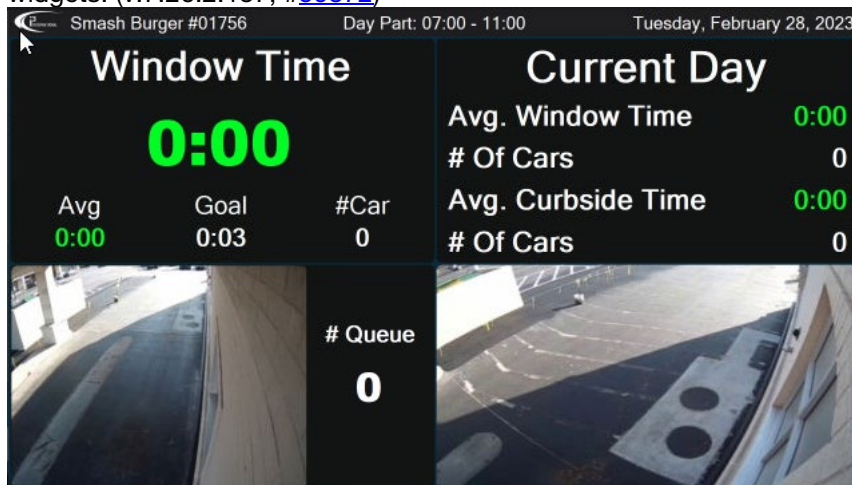 Smash Burger #01756 Day Part: 07:00 - 11:00 Tuesday, February 28, 2023
Window Time
0:00
Avg Goal #Car
0:00 0:03 0
Current Day
Avg. Window Time 0:00
# Of Cars 0
Avg. Curbside Time 0:00
# Of Cars 0
# Queue
0